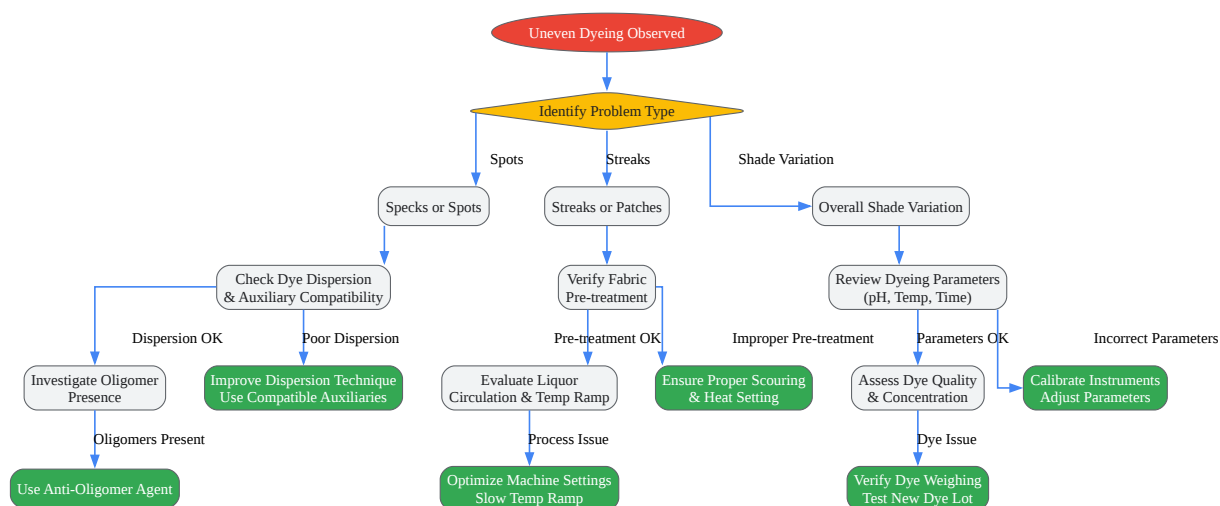 Uneven Dyeing Observed
Identify Problem Type
Spots
Streaks
Shade Variation
Specks or Spots
Streaks or Patches
Overall Shade Variation
Check Dye Dispersion
& Auxiliary Compatibility
Verify Fabric
Pre-treatment
Review Dyeing Parameters
(pH, Temp, Time)
Dispersion OK
Poor Dispersion
Pre-treatment OK
Improper Pre-treatment
Parameters OK
Incorrect Parameters
Investigate Oligomer
Presence
Improve Dispersion Technique
Use Compatible Auxiliaries
Evaluate Liquor
Circulation & Temp Ramp
Ensure Proper Scouring
& Heat Setting
Assess Dye Quality
& Concentration
Calibrate Instruments
Adjust Parameters
Oligomers Present
Process Issue
Dye Issue
Use Anti-Oligomer Agent
Optimize Machine Settings
Slow Temp Ramp
Verify Dye Weighing
Test New Dye Lot